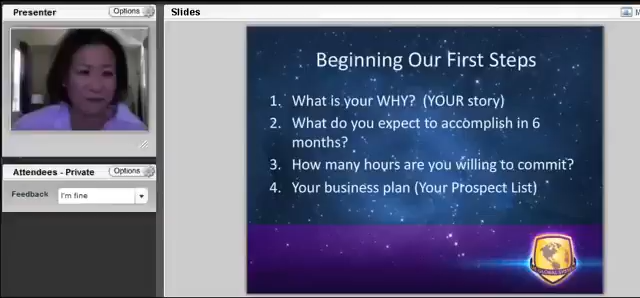 Presenter
Options
Slides
M
Beginning Our First Steps
1. What is your WHY? (YOUR story)
2. What do you expect to accomplish in 6
months?
3. How many hours are you willing to commit?
4. Your business plan (Your Prospect List)
Attendees - Private
Options
Feedback
I'm fine